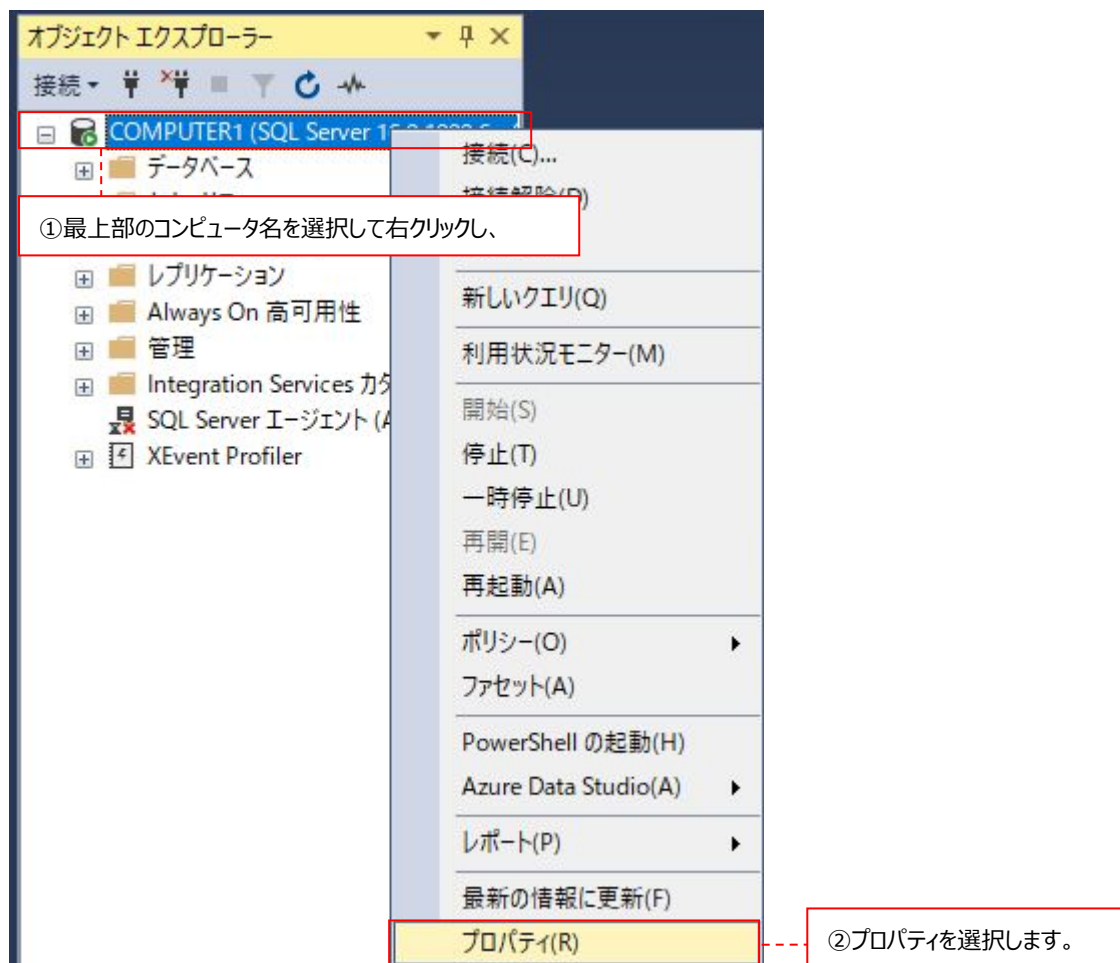 オブジェクト エクスプローラー
接続
COMPUTER1 (SQL Server 1
データベース
①最上部のコンピュータ名を選択して右クリックし、
レプリケーション
Always On 高可用性
管理
Integration Services カタ
SQL Server エージェント (A
XEvent Profiler
接続(C)...
接続解除(D)
新しいクエリ(Q)
利用状況モニター(M)
開始(S)
停止(T)
一時停止(U)
再開(E)
再起動(A)
ポリシー(O)
ファセット(A)
PowerShell の起動(H)
Azure Data Studio(A)
レポート(P)
最新の情報に更新(F)
プロパティ(R)
②プロパティを選択します。